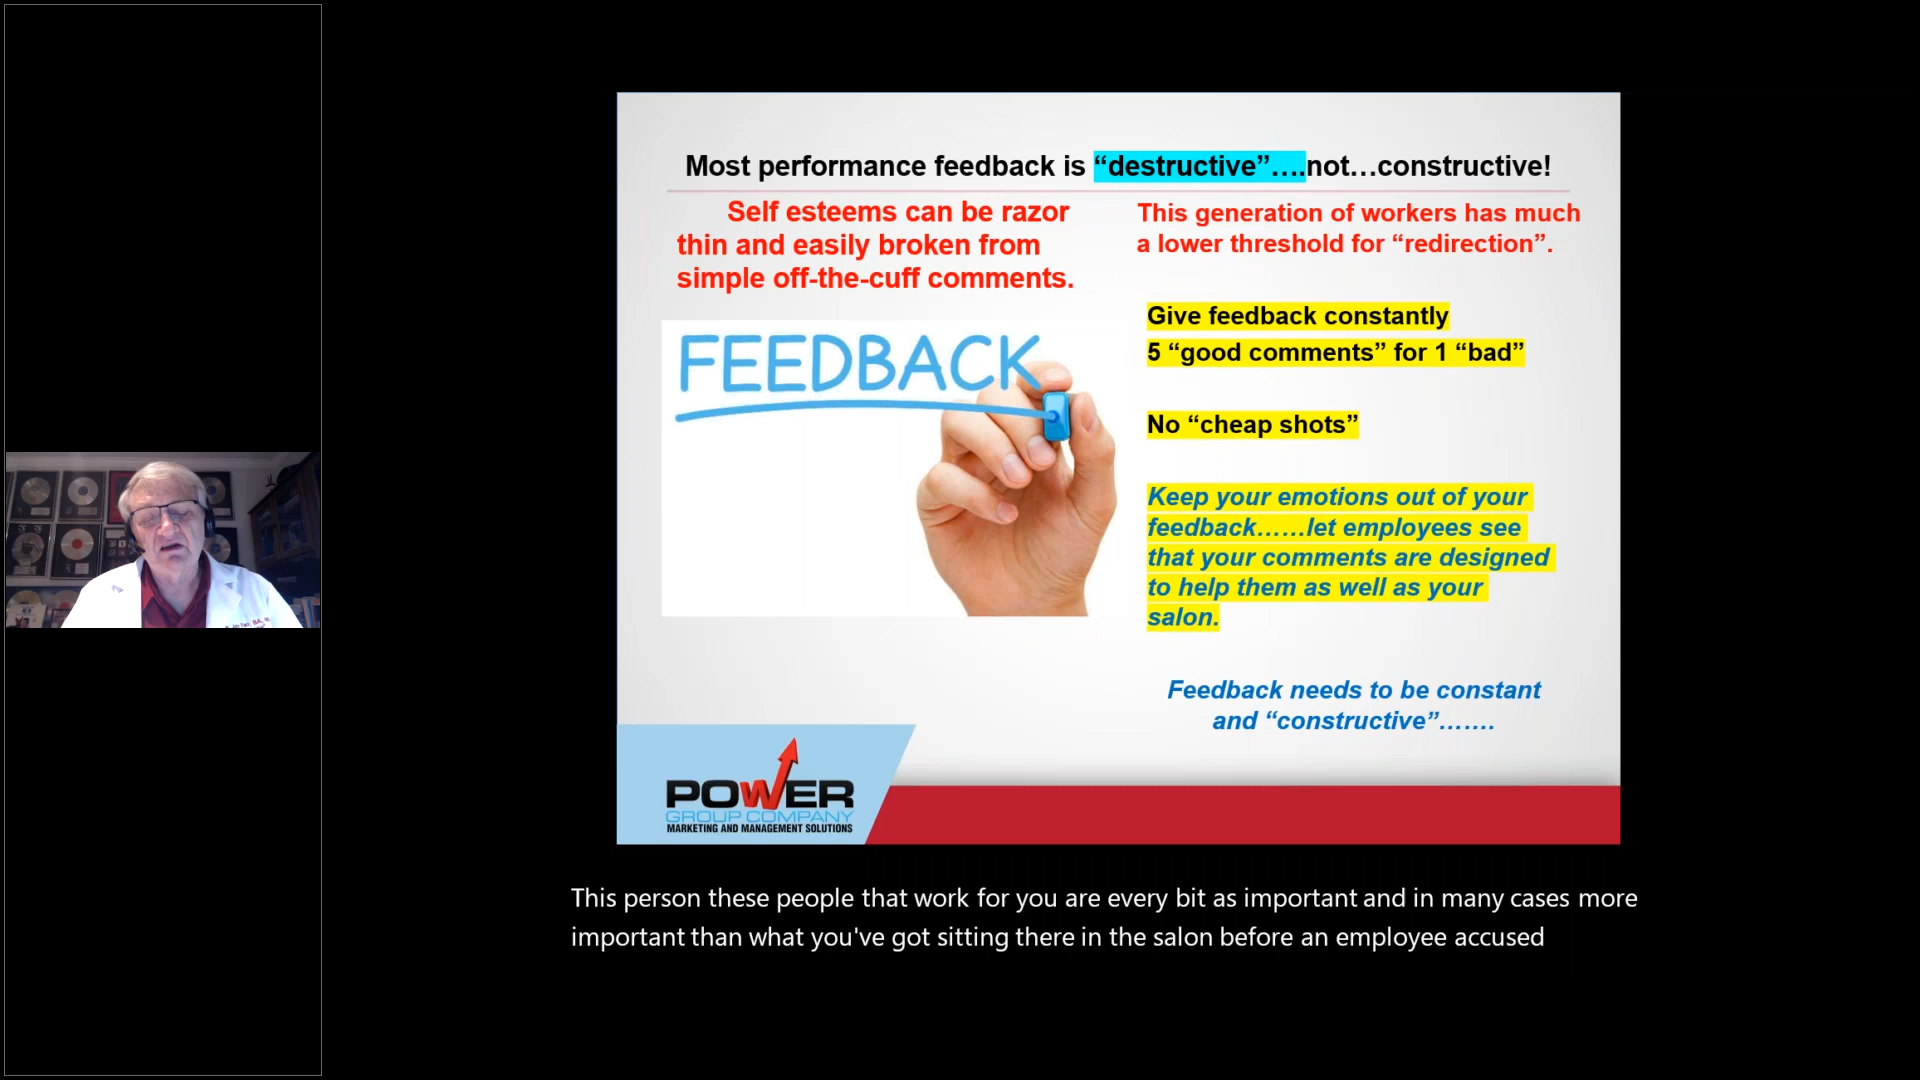 Most performance feedback is “destructive”….not…constructive!
Self esteems can be razor
thin and easily broken from
simple off-the-cuff comments.
This generation of workers has much
a lower threshold for “redirection”.
FEEDBACK
Give feedback constantly
5 “good comments” for 1 “bad”
No “cheap shots”
Keep your emotions out of your
feedback……let employees see
that your comments are designed
to help them as well as your
salon.
Feedback needs to be constant
and “constructive”…….
POWER
GROUP COMPANY
MARKETING AND MANAGEMENT SOLUTIONS
This person these people that work for you are every bit as important and in many cases more
important than what you've got sitting there in the salon before an employee accused